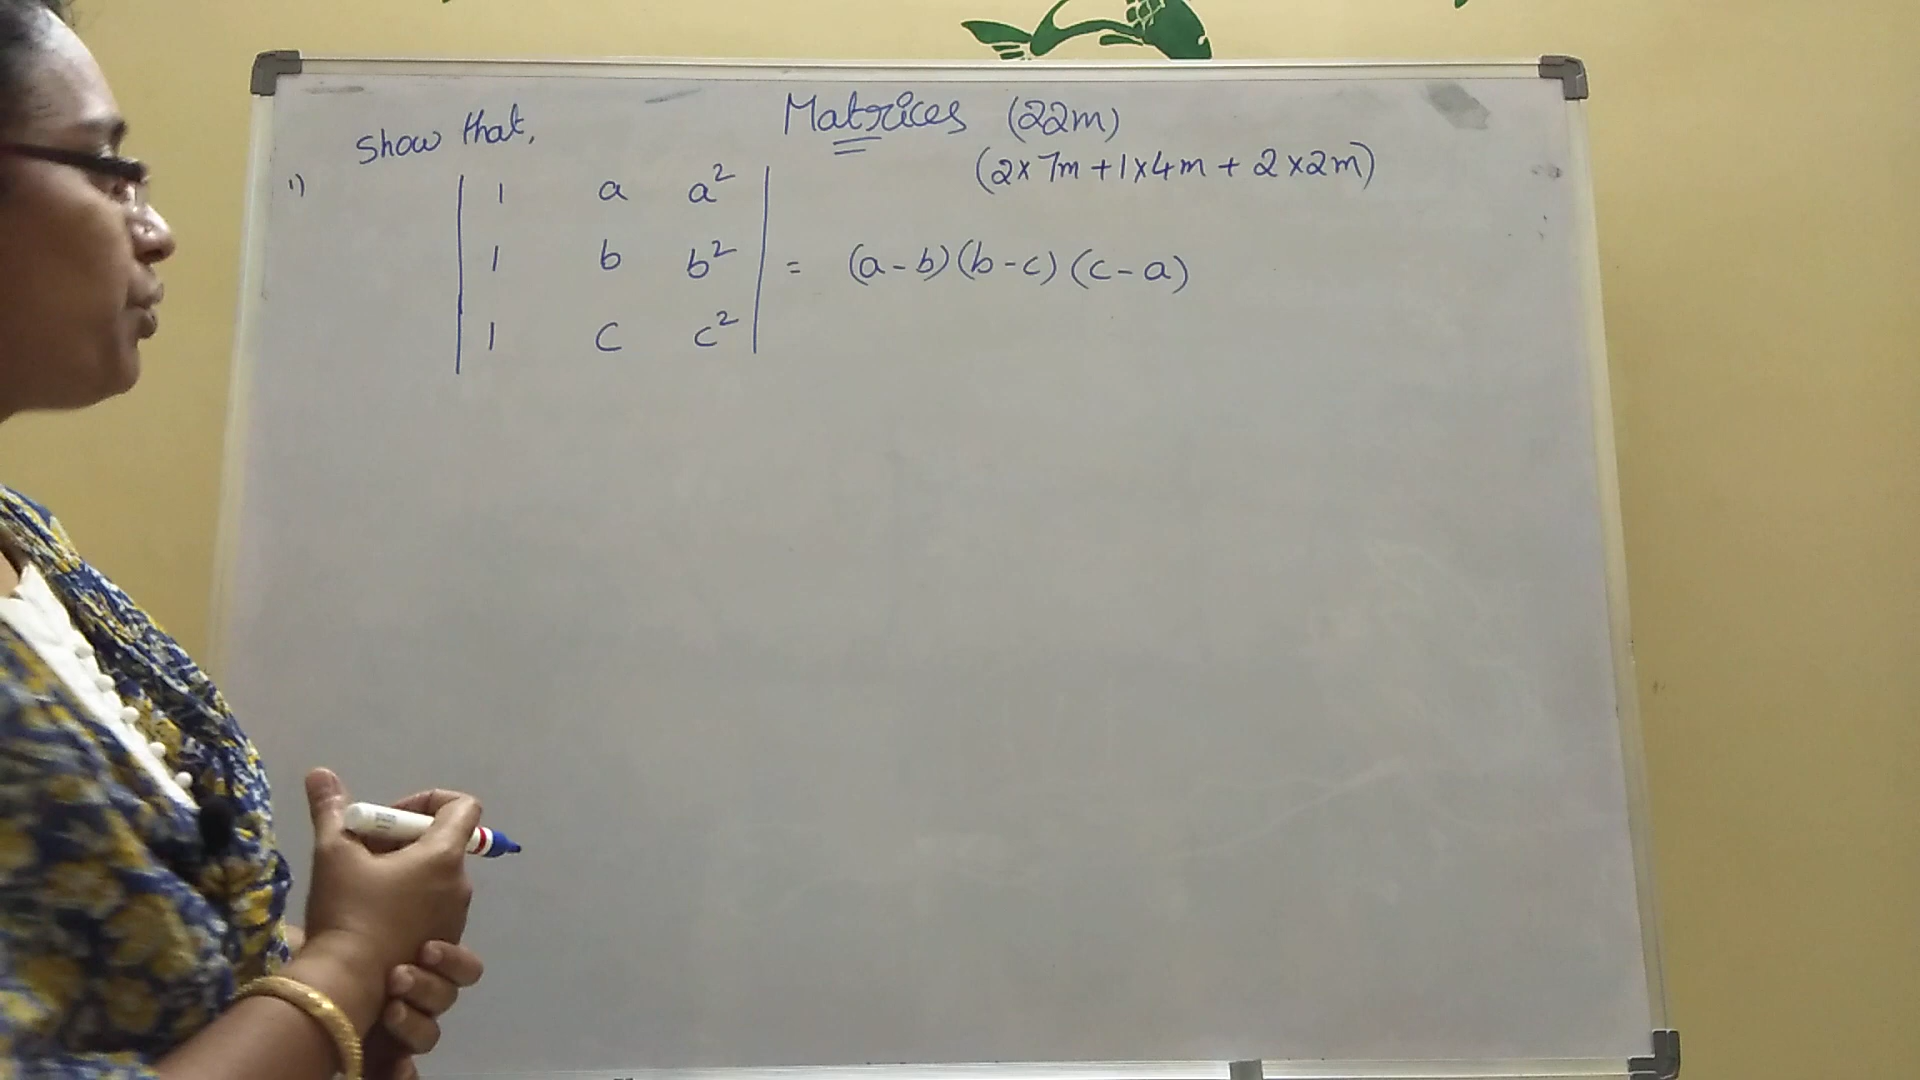 Matrices (22m)
Show that,
(2x7m+1x4m+2x2m)
1)
| 1 a a² |
| 1 b b² | = (a-b)(b-c)(c-a)
| 1 c c² |